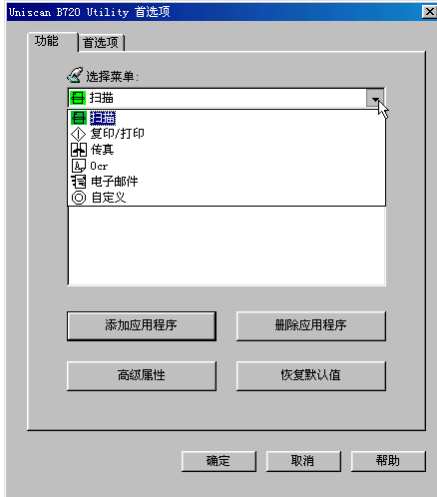 Uniscan B720 Utility 首选项
功能 首选项
选择菜单:
扫描
扫描
复印/打印
传真
Ocr
电子邮件
自定义
添加应用程序 删除应用程序
高级属性 恢复默认值
确定 取消 帮助